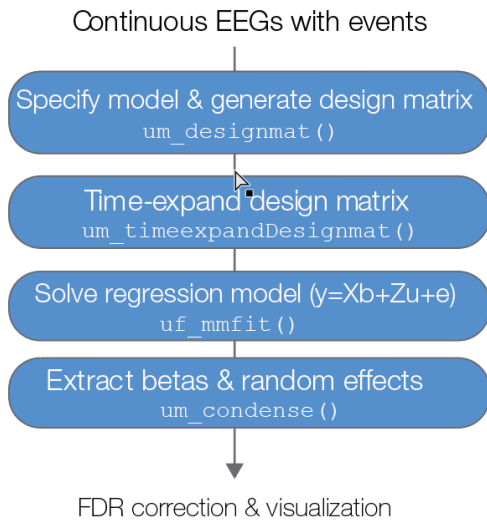 Continuous EEGs with events
Specify model & generate design matrix
um_designmat()
Time-expand design matrix
um_timeexpandDesignmat()
Solve regression model (y=Xb+Zu+e)
uf_mmfit()
Extract betas & random effects
um_condense()
FDR correction & visualization